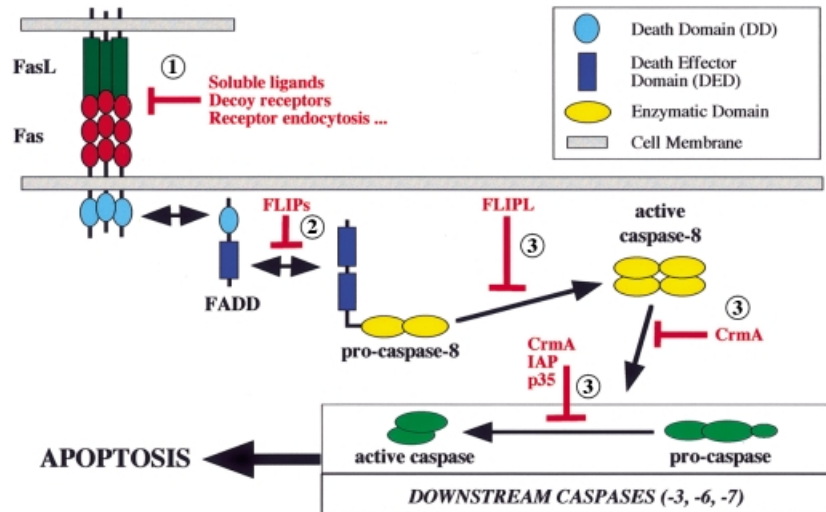 FasL
Fas
①
Soluble ligands
Decoy receptors
Receptor endocytosis ...
Death Domain (DD)
Death Effector
Domain (DED)
Enzymatic Domain
Cell Membrane
FLIPs
②
FADD
pro-caspase-8
FLIPL
③
active
caspase-8
③
CrmA
CrmA
IAP
p35
③
active caspase
pro-caspase
APOPTOSIS
DOWNSTREAM CASPASES (-3, -6, -7)